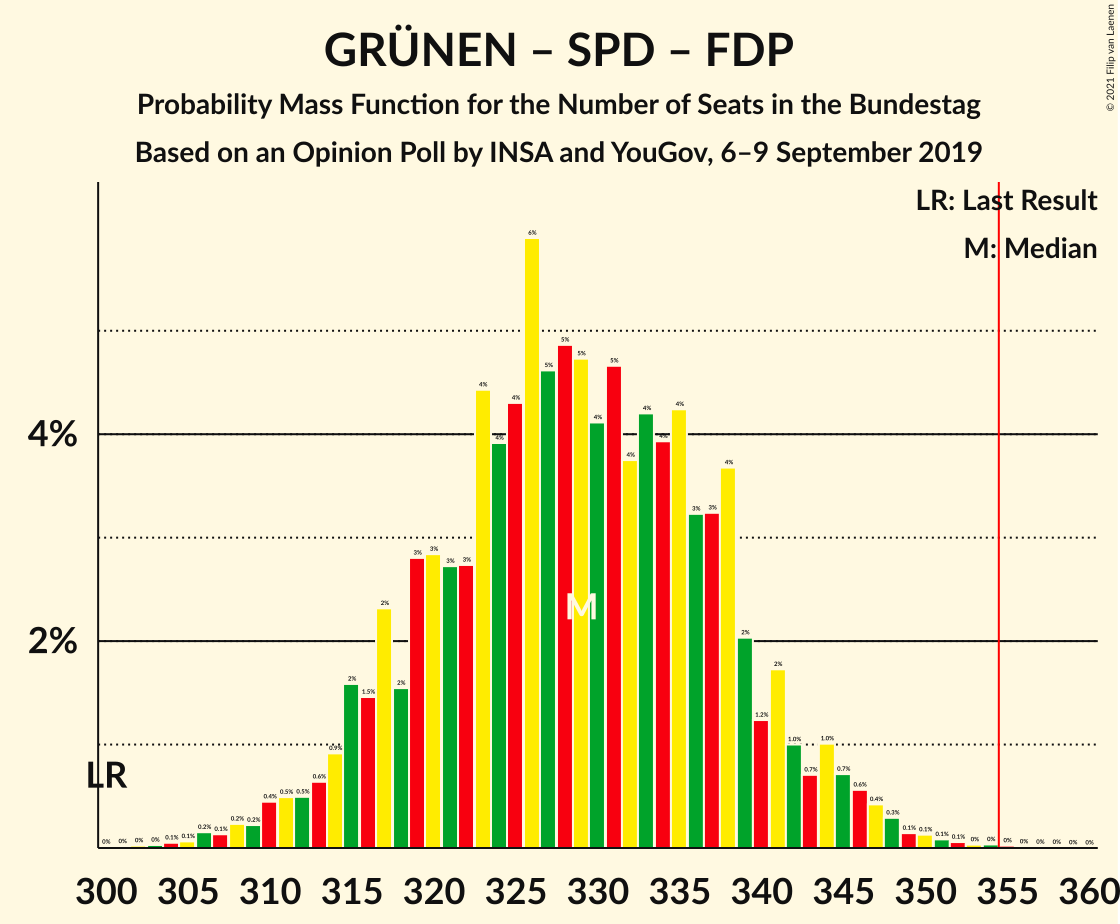 GRÜNEN – SPD – FDP
Probability Mass Function for the Number of Seats in the Bundestag
Based on an Opinion Poll by INSA and YouGov, 6–9 September 2019
© 2021 Filip van Laenen
LR: Last Result
M: Median
4%
2%
LR
M
0% 0% 0% 0% 0.1% 0.1% 0.2% 0.1% 0.2% 0.2% 0.4% 0.5% 0.5% 0.6% 0.9% 2% 1.5% 2% 2% 3% 3% 3% 3% 4% 4% 4% 6% 5% 5% 5% 4% 5% 4% 4% 4% 4% 3% 3% 4% 2% 1.2% 2% 1.0% 0.7% 1.0% 0.7% 0.6% 0.4% 0.3% 0.1% 0.1% 0.1% 0.1% 0% 0% 0% 0% 0% 0% 0% 0%
300 305 310 315 320 325 330 335 340 345 350 355 360